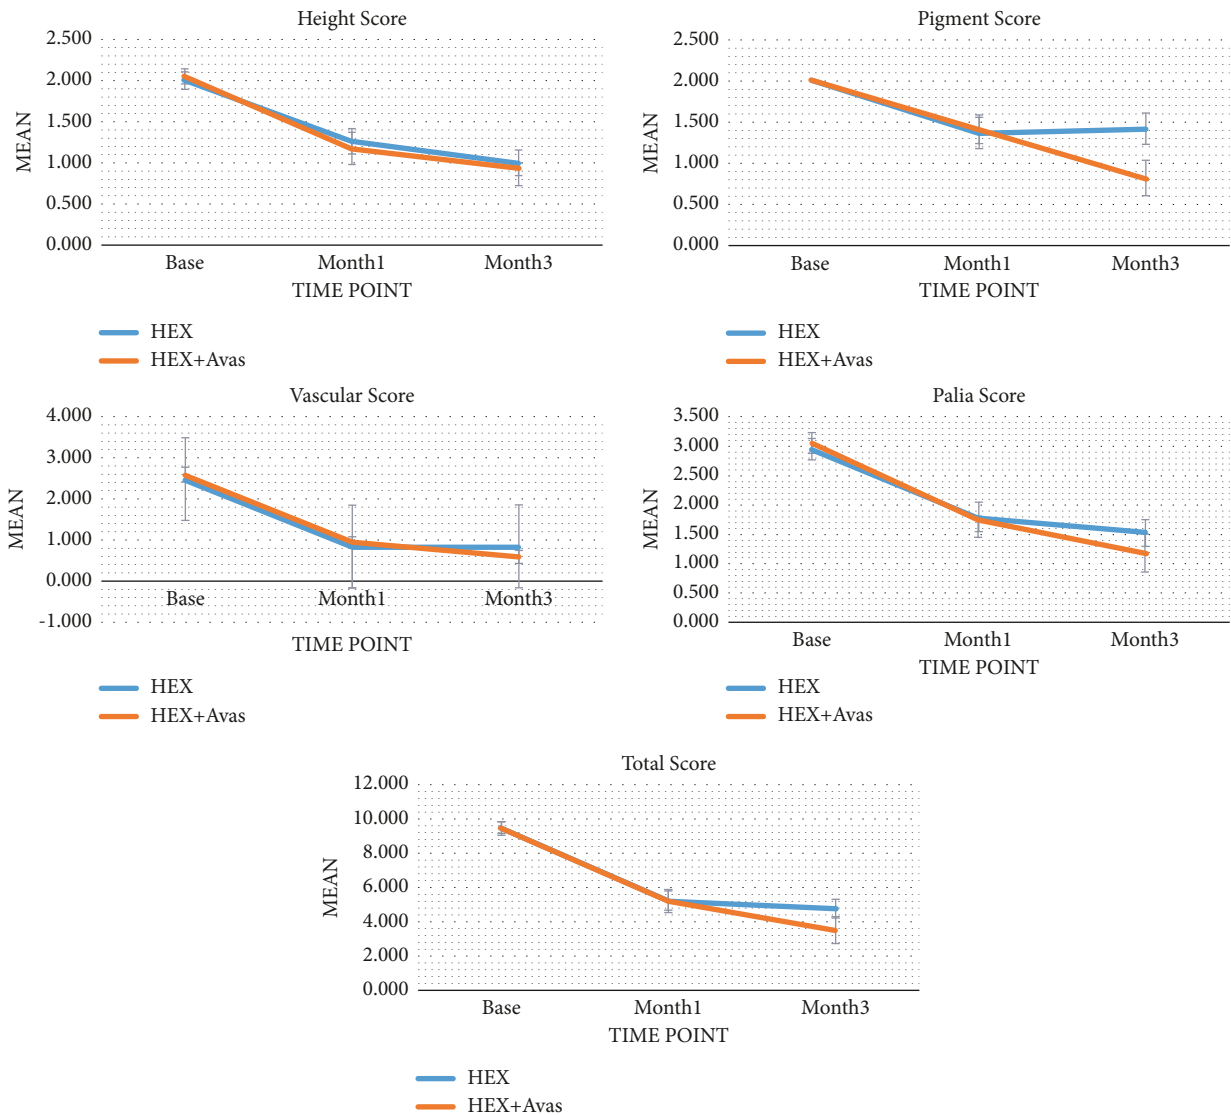 Height Score
2.500
2.000
1.500
1.000
0.500
0.000
MEAN
Base Month1 Month3
TIME POINT
HEX
HEX+Avas
Pigment Score
2.500
2.000
1.500
1.000
0.500
0.000
MEAN
Base Month1 Month3
TIME POINT
HEX
HEX+Avas
Vascular Score
4.000
3.000
2.000
1.000
0.000
-1.000
MEAN
Base Month1 Month3
TIME POINT
HEX
HEX+Avas
Palia Score
3.500
3.000
2.500
2.000
1.500
1.000
0.500
0.000
MEAN
Base Month1 Month3
TIME POINT
HEX
HEX+Avas
Total Score
12.000
10.000
8.000
6.000
4.000
2.000
0.000
MEAN
Base Month1 Month3
TIME POINT
HEX
HEX+Avas